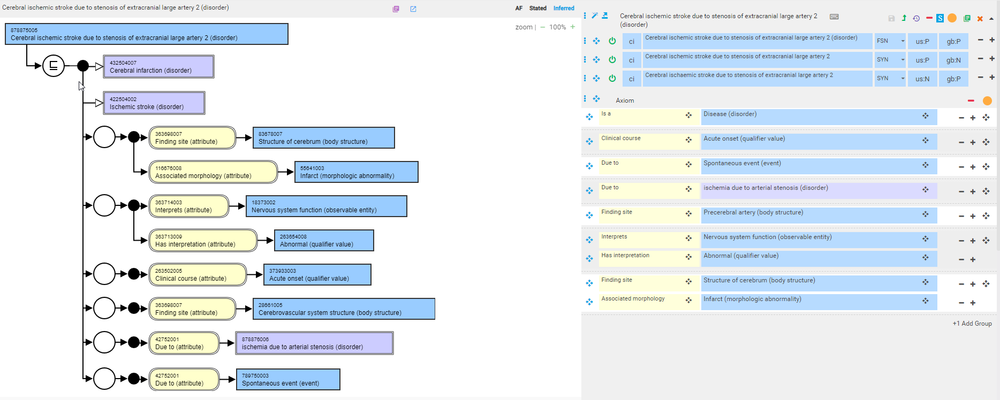 Cerebral ischemic stroke due to stenosis of extracranial large artery 2 (disorder)
AF Stated Inferred
zoom | − 100% +
878875005
Cerebral ischemic stroke due to stenosis of extracranial large artery 2 (disorder)
⊑
432504007
Cerebral infarction (disorder)
422504002
Ischemic stroke (disorder)
363698007
Finding site (attribute)
83678007
Structure of cerebrum (body structure)
116676008
Associated morphology (attribute)
55641003
Infarct (morphologic abnormality)
363714003
Interprets (attribute)
18373002
Nervous system function (observable entity)
363713009
Has interpretation (attribute)
263654008
Abnormal (qualifier value)
263502005
Clinical course (attribute)
373933003
Acute onset (qualifier value)
363698007
Finding site (attribute)
28661005
Cerebrovascular system structure (body structure)
42752001
Due to (attribute)
878876006
ischemia due to arterial stenosis (disorder)
42752001
Due to (attribute)
789750003
Spontaneous event (event)
Cerebral ischemic stroke due to stenosis of extracranial large artery 2
(disorder)
S
ci Cerebral ischemic stroke due to stenosis of extracranial large artery 2 (disorder) FSN us:P gb:P
ci Cerebral ischemic stroke due to stenosis of extracranial large artery 2 SYN us:P gb:N
ci Cerebral ischaemic stroke due to stenosis of extracranial large artery 2 SYN us:N gb:P
Axiom
Is a Disease (disorder)
Clinical course Acute onset (qualifier value)
Due to Spontaneous event (event)
Due to ischemia due to arterial stenosis (disorder)
Finding site Precerebral artery (body structure)
Interprets Nervous system function (observable entity)
Has interpretation Abnormal (qualifier value)
Finding site Structure of cerebrum (body structure)
Associated morphology Infarct (morphologic abnormality)
+1 Add Group